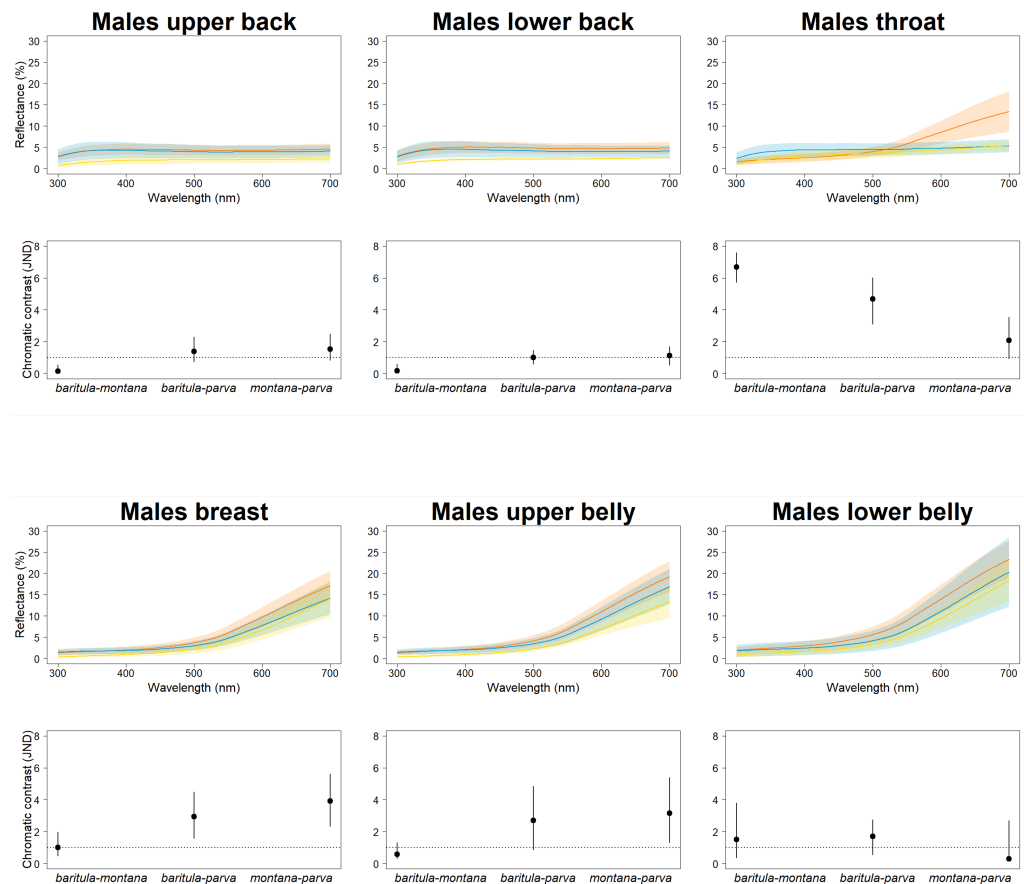 Males upper back Males lower back Males throat
Reflectance (%)
30 30 30
25 25 25
20 20 20
15 15 15
10 10 10
5 5 5
0 0 0
300 400 500 600 700 300 400 500 600 700 300 400 500 600 700
Wavelength (nm) Wavelength (nm) Wavelength (nm)
Chromatic contrast (JND)
8 8 8
6 6 6
4 4 4
2 2 2
0 0 0
baritula-montana baritula-parva montana-parva baritula-montana baritula-parva montana-parva baritula-montana baritula-parva montana-parva
Males breast Males upper belly Males lower belly
Reflectance (%)
30 30 30
25 25 25
20 20 20
15 15 15
10 10 10
5 5 5
0 0 0
300 400 500 600 700 300 400 500 600 700 300 400 500 600 700
Wavelength (nm) Wavelength (nm) Wavelength (nm)
Chromatic contrast (JND)
8 8 8
6 6 6
4 4 4
2 2 2
0 0 0
baritula-montana baritula-parva montana-parva baritula-montana baritula-parva montana-parva baritula-montana baritula-parva montana-parva